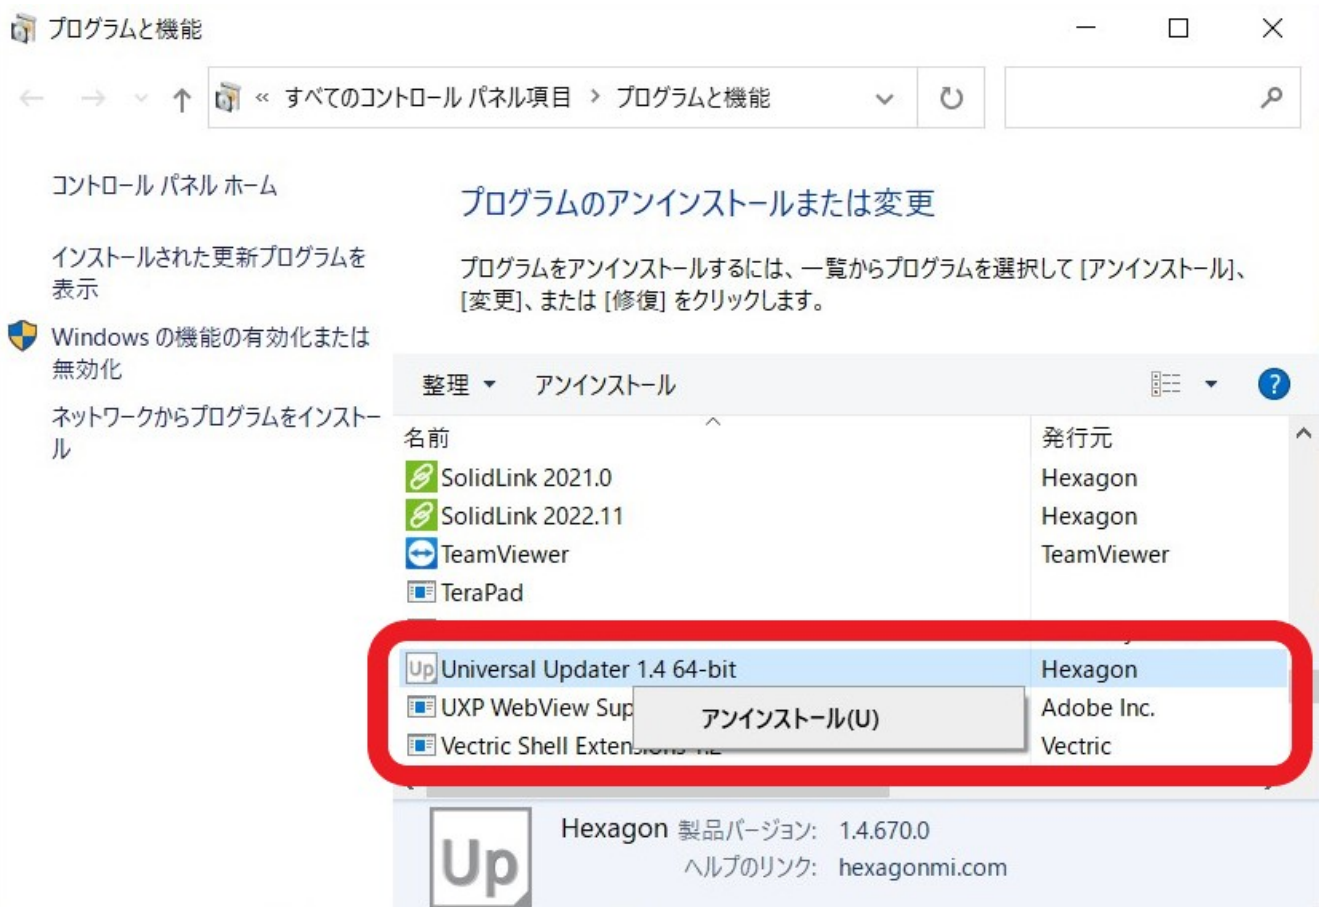 プログラムと機能
« すべてのコントロール パネル項目 > プログラムと機能
コントロール パネル ホーム
インストールされた更新プログラムを
表示
Windows の機能の有効化または
無効化
ネットワークからプログラムをインストー
ル
プログラムのアンインストールまたは変更
プログラムをアンインストールするには、一覧からプログラムを選択して [アンインストール]、
[変更]、または [修復] をクリックします。
整理 アンインストール
名前 発行元
SolidLink 2021.0 Hexagon
SolidLink 2022.11 Hexagon
TeamViewer TeamViewer
TeraPad
Up Universal Updater 1.4 64-bit Hexagon
UXP WebView Sup Adobe Inc.
アンインストール(U)
Vectric Shell Extensions 1.2 Vectric
Up
Hexagon 製品バージョン: 1.4.670.0
ヘルプのリンク: hexagonmi.com